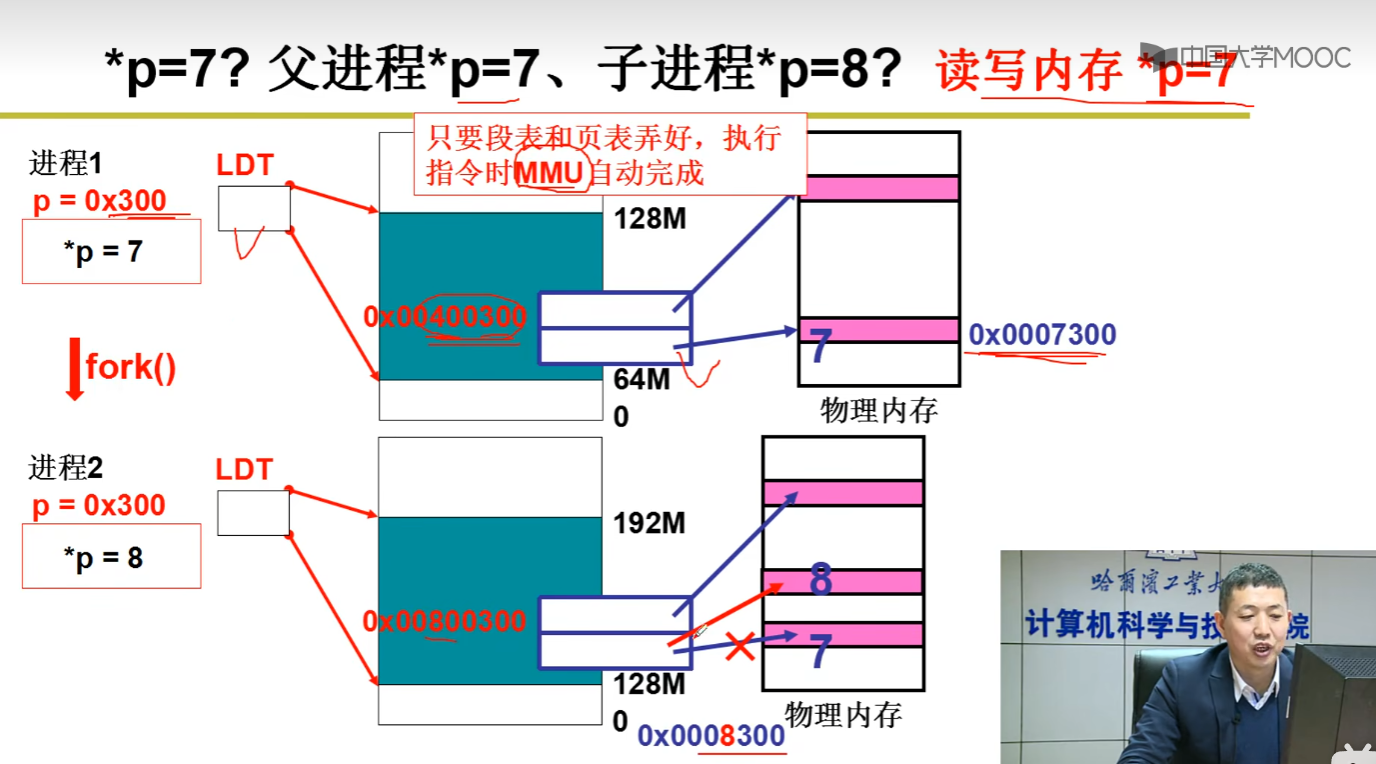 *p=7? 父进程*p=7、子进程*p=8? 读写内存 *p=7
中国大学MOOC
只要段表和页表弄好，执行
指令时MMU自动完成
进程1
p = 0x300
*p = 7
LDT
128M
0x00400300
64M
0
7
0x0007300
物理内存
fork()
进程2
p = 0x300
*p = 8
LDT
192M
0x00800300
128M
0
8
7
0x0008300
物理内存
哈爾濱工業大
计算机科学与技 院